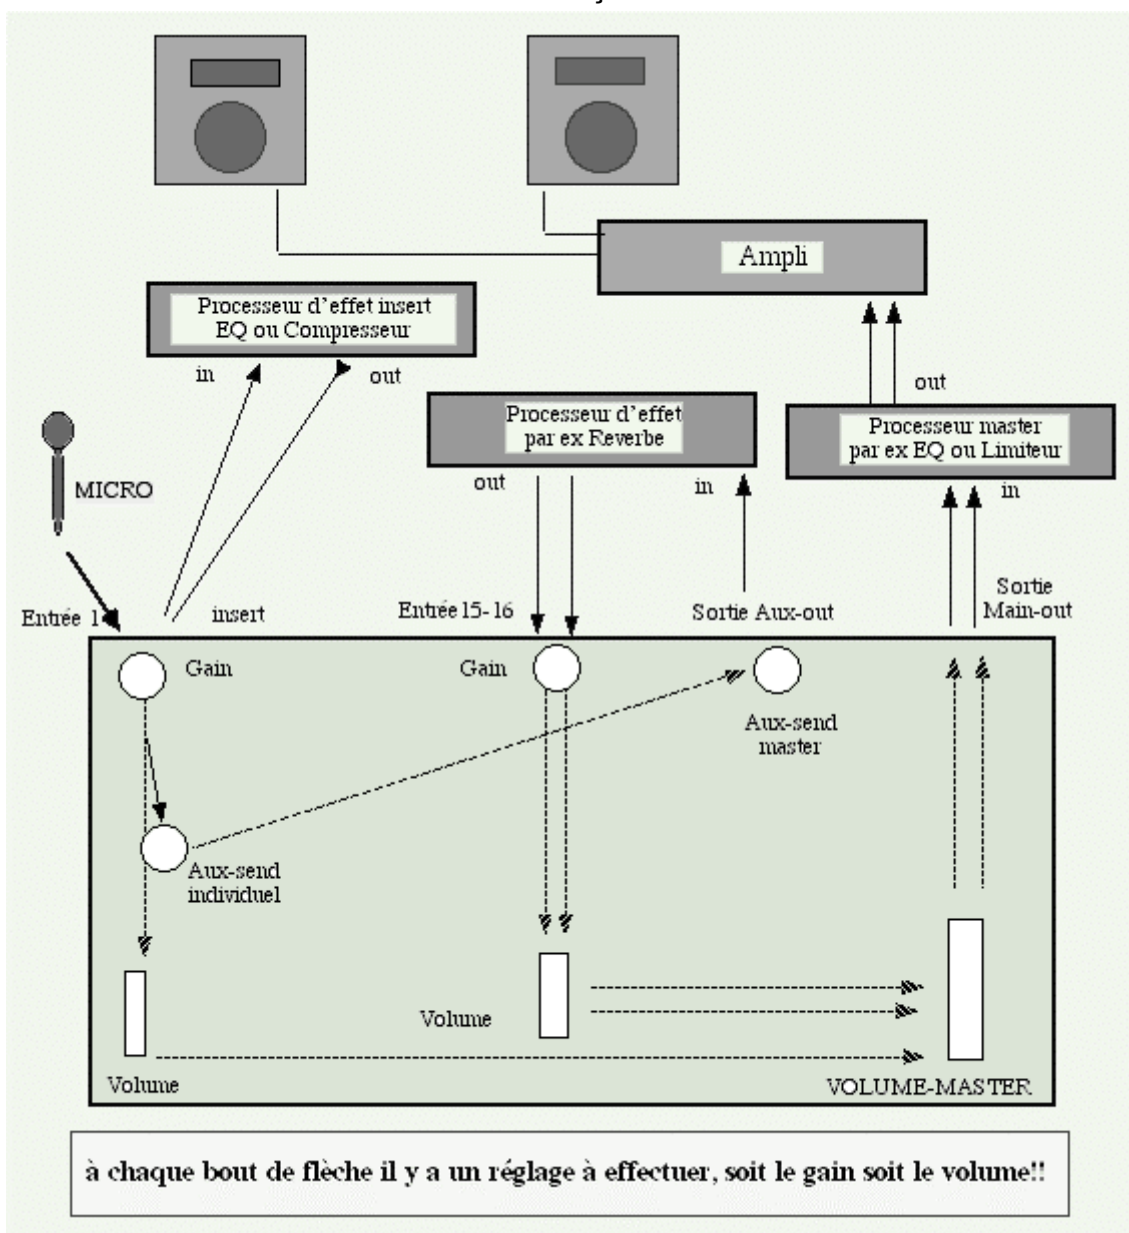 Ampli
Processeur d'effet insert
EQ ou Compresseur
in
out
out
Processeur d'effet
par ex Reverbe
Processeur master
par ex EQ ou Limiteur
out
in
in
MICRO
Entrée 1
insert
Entrée 15-16
Sortie Aux-out
Sortie
Main-out
Gain
Gain
Aux-send
master
Aux-send
individuel
Volume
Volume
VOLUME-MASTER
à chaque bout de flèche il y a un réglage à effectuer, soit le gain soit le volume!!